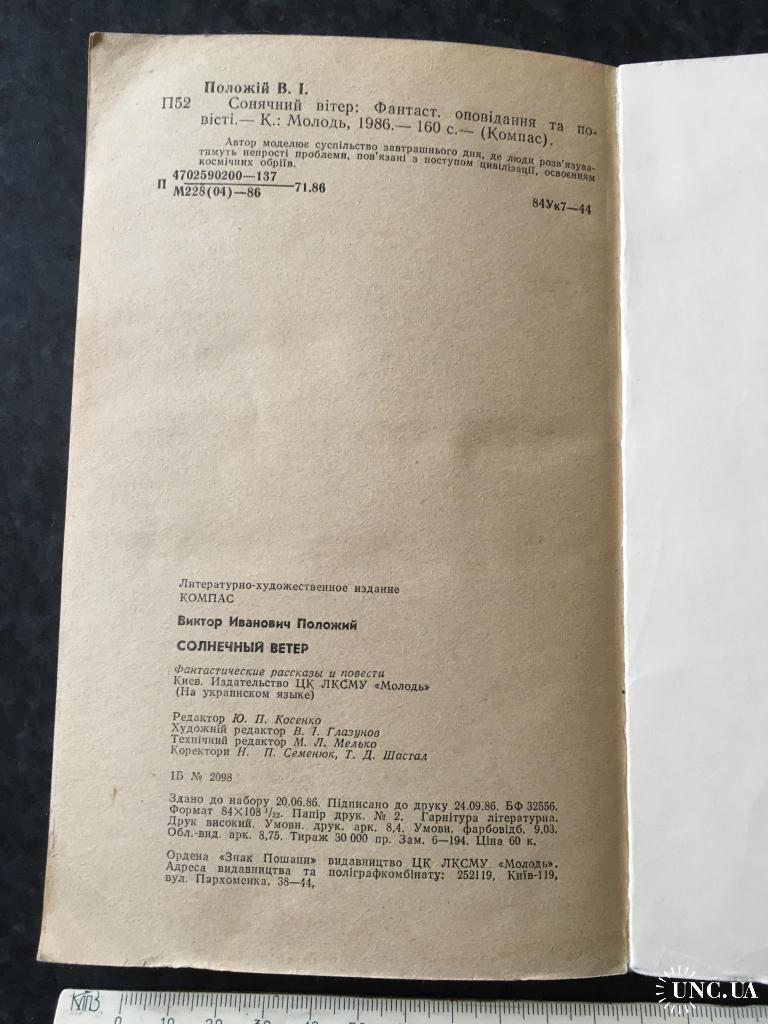 Положій В. І.
П52 Сонячний вітер: Фантаст. оповідання та по-
вісті.— К.: Молодь, 1986.— 160 с.— (Компас).
Автор моделює суспільство завтрашнього дня, де люди розв'язува-
тимуть непрості проблеми, пов'язані з поступом цивілізації, освоєнням
космічних обріїв.
П 4702590200—137
М228(04)—86 —71.86
84Ук7—44
Литературно-художественное издание
КОМПАС
Виктор Иванович Положий
СОЛНЕЧНЫЙ ВЕТЕР
Фантастические рассказы и повести
Киев. Издательство ЦК ЛКСМУ «Молодь»
(На украинском языке)
Редактор Ю. П. Косенко
Художній редактор В. І. Глазунов
Технічний редактор М. Л. Мелько
Коректори Н. П. Семенюк, Т. Д. Шастал
ІБ № 2098
Здано до набору 20.06.86. Підписано до друку 24.09.86. БФ 32556.
Формат 84×108 1/32. Папір друк. № 2. Гарнітура літературна.
Друк високий. Умовн. друк. арк. 8,4. Умовн. фарбовідб. 9,03.
Обл.-вид. арк. 8,75. Тираж 30 000 пр. Зам. 6—194. Ціна 60 к.
Ордена «Знак Пошани» видавництво ЦК ЛКСМУ «Молодь».
Адреса видавництва та поліграфкомбінату: 252119, Київ-119,
вул. Пархоменка, 38—44,
0 10 20 30
UNC.UA